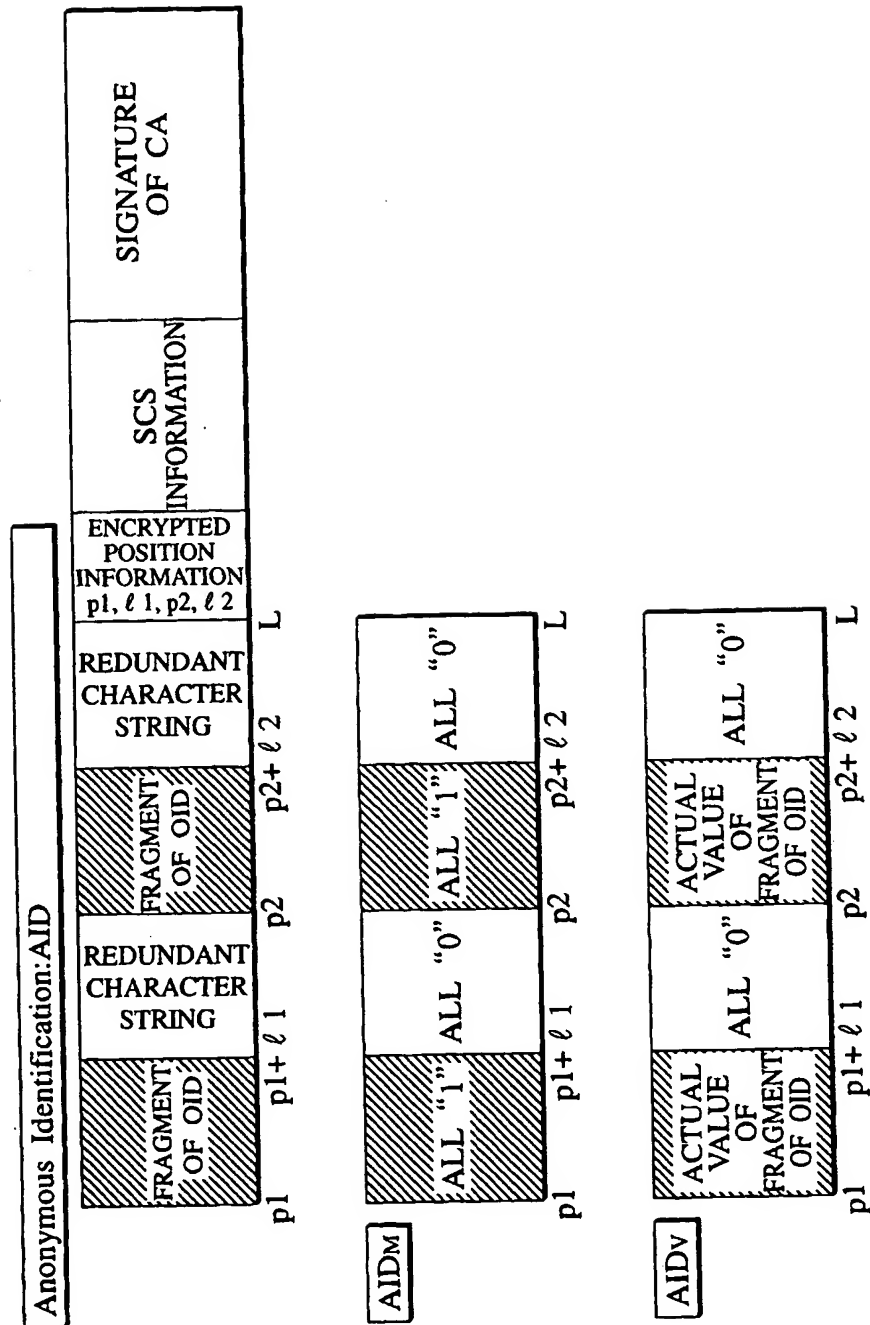 Anonymous Identification:AID
FRAGMENT
OF OID
REDUNDANT
CHARACTER
STRING
FRAGMENT
OF OID
REDUNDANT
CHARACTER
STRING
ENCRYPTED
POSITION
INFORMATION
p1, ℓ 1, p2, ℓ 2
SCS
INFORMATION
SIGNATURE
OF CA
p1
p1+ ℓ 1
p2
p2+ ℓ 2
L
AIDM
ALL “1”
ALL “0”
ALL “1”
ALL “0”
p1
p1+ ℓ 1
p2
p2+ ℓ 2
L
AIDV
ACTUAL
VALUE
OF
FRAGMENT
OF OID
ALL “0”
ACTUAL
VALUE
OF
FRAGMENT
OF OID
ALL “0”
p1
p1+ ℓ 1
p2
p2+ ℓ 2
L